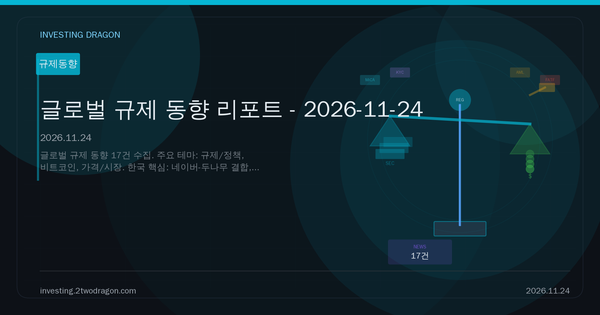 INVESTING DRAGON
규제동향
글로벌 규제 동향 리포트 - 2026-11-24
2026.11.24
글로벌 규제 동향 17건 수집. 주요 테마: 규제/정책,
비트코인, 가격/시장. 한국 핵심: 네이버-두나무 결합,...
17건
investing.2twodragon.com
2026.11.24